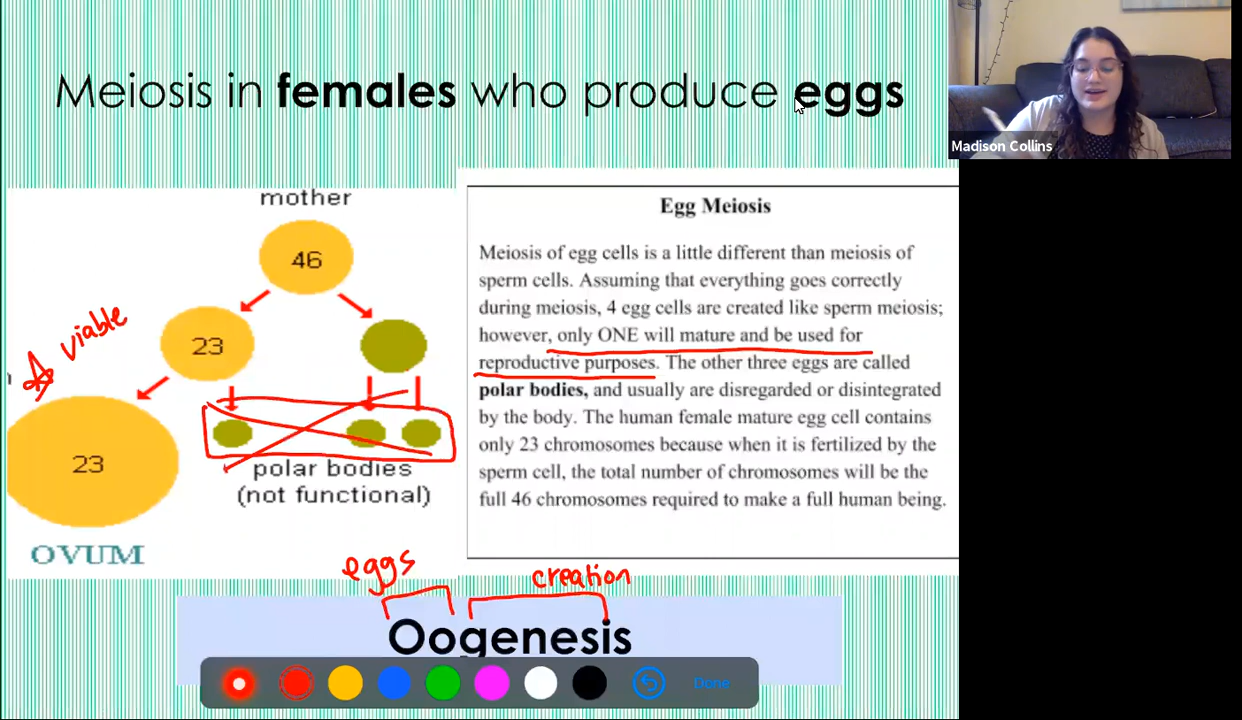 Meiosis in females who produce eggs
Madison Collins
mother
46
23
viable
23
polar bodies
(not functional)
OVUM
Egg Meiosis
Meiosis of egg cells is a little different than meiosis of
sperm cells. Assuming that everything goes correctly
during meiosis, 4 egg cells are created like sperm meiosis;
however, only ONE will mature and be used for
reproductive purposes. The other three eggs are called
polar bodies, and usually are disregarded or disintegrated
by the body. The human female mature egg cell contains
only 23 chromosomes because when it is fertilized by the
sperm cell, the total number of chromosomes will be the
full 46 chromosomes required to make a full human being.
eggs
creation
Oogenesis
Done